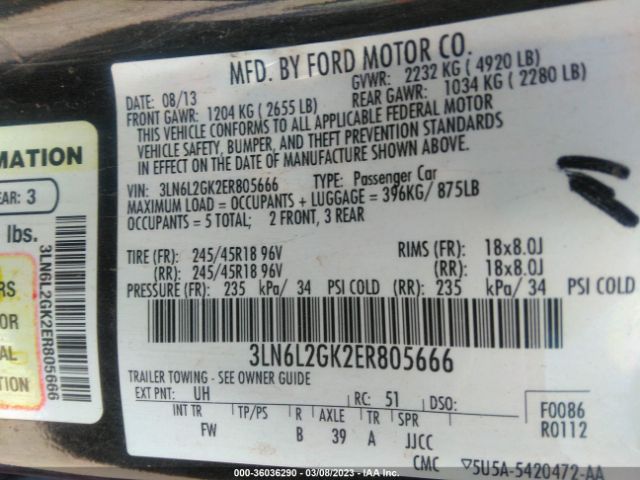 MFD. BY FORD MOTOR CO.
DATE: 08/13 GVWR: 2232 KG ( 4920 LB)
FRONT GAWR: 1204 KG ( 2655 LB) REAR GAWR: 1034 KG ( 2280 LB)
THIS VEHICLE CONFORMS TO ALL APPLICABLE FEDERAL MOTOR
VEHICLE SAFETY, BUMPER, AND THEFT PREVENTION STANDARDS
IN EFFECT ON THE DATE OF MANUFACTURE SHOWN ABOVE.
VIN: 3LN6L2GK2ER805666 TYPE: Passenger Car
MAXIMUM LOAD = OCCUPANTS + LUGGAGE = 396KG/ 875LB
OCCUPANTS = 5 TOTAL; 2 FRONT, 3 REAR
TIRE (FR): 245/45R18 96V RIMS (FR): 18x8.0J
(RR): 245/45R18 96V (RR): 18x8.0J
PRESSURE (FR): 235 kPa/ 34 PSI COLD (RR): 235 kPa/ 34 PSI COLD
3LN6L2GK2ER805666
TRAILER TOWING - SEE OWNER GUIDE
EXT PNT: UH RC: 51 DSO:
INT TR TP/PS R AXLE TR SPR
FW B 39 A JJCC
F0086
R0112
CMC ▽5U5A-5420472-AA
RMATION
EAR: 3
lbs.
RS
OR
AL
N
3LN6L2GK2ER805666
000 - 36036290 - 03/08/2023 - IAA Inc.